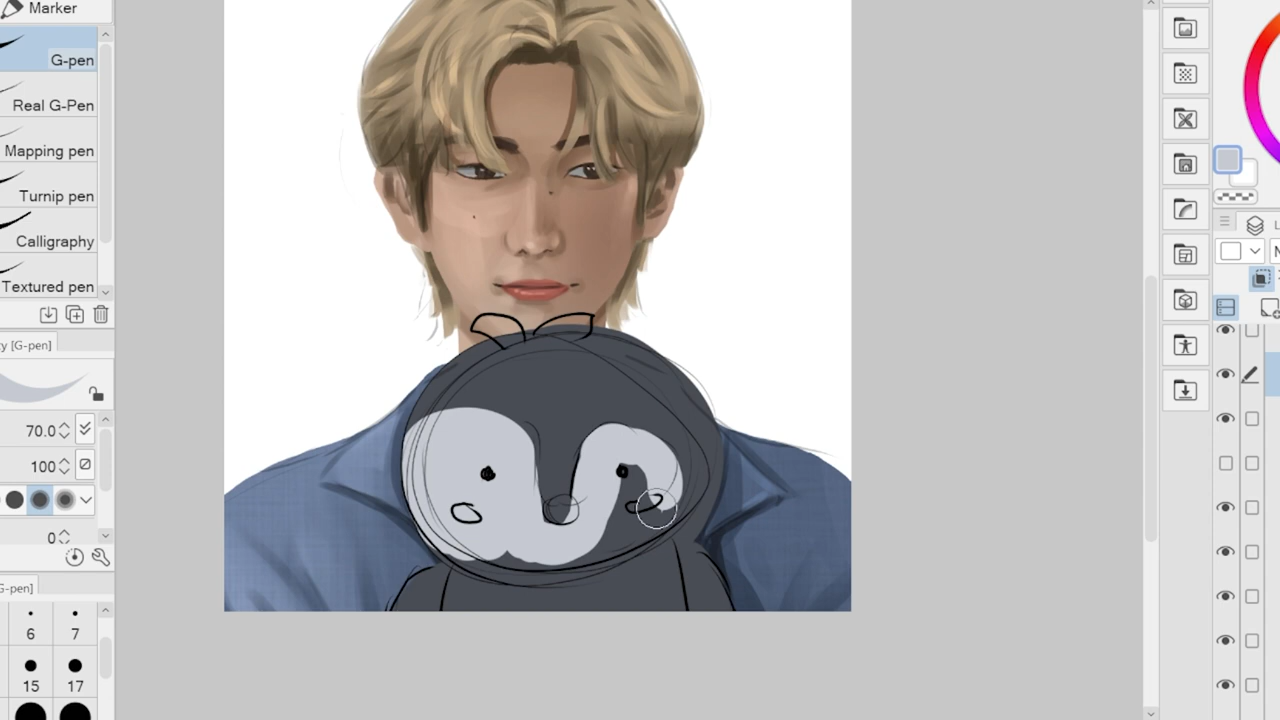 Marker
G-pen
Real G-Pen
Mapping pen
Turnip pen
Calligraphy
Textured pen
[G-pen]
70.0
100
0
G-pen]
6 7
15 17